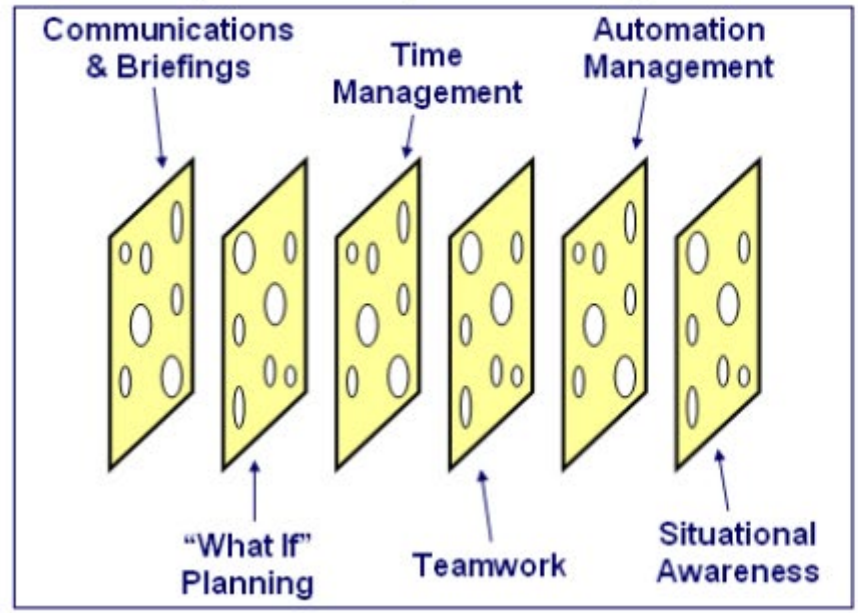 Communications
& Briefings
Time
Management
Automation
Management
“What If”
Planning
Teamwork
Situational
Awareness